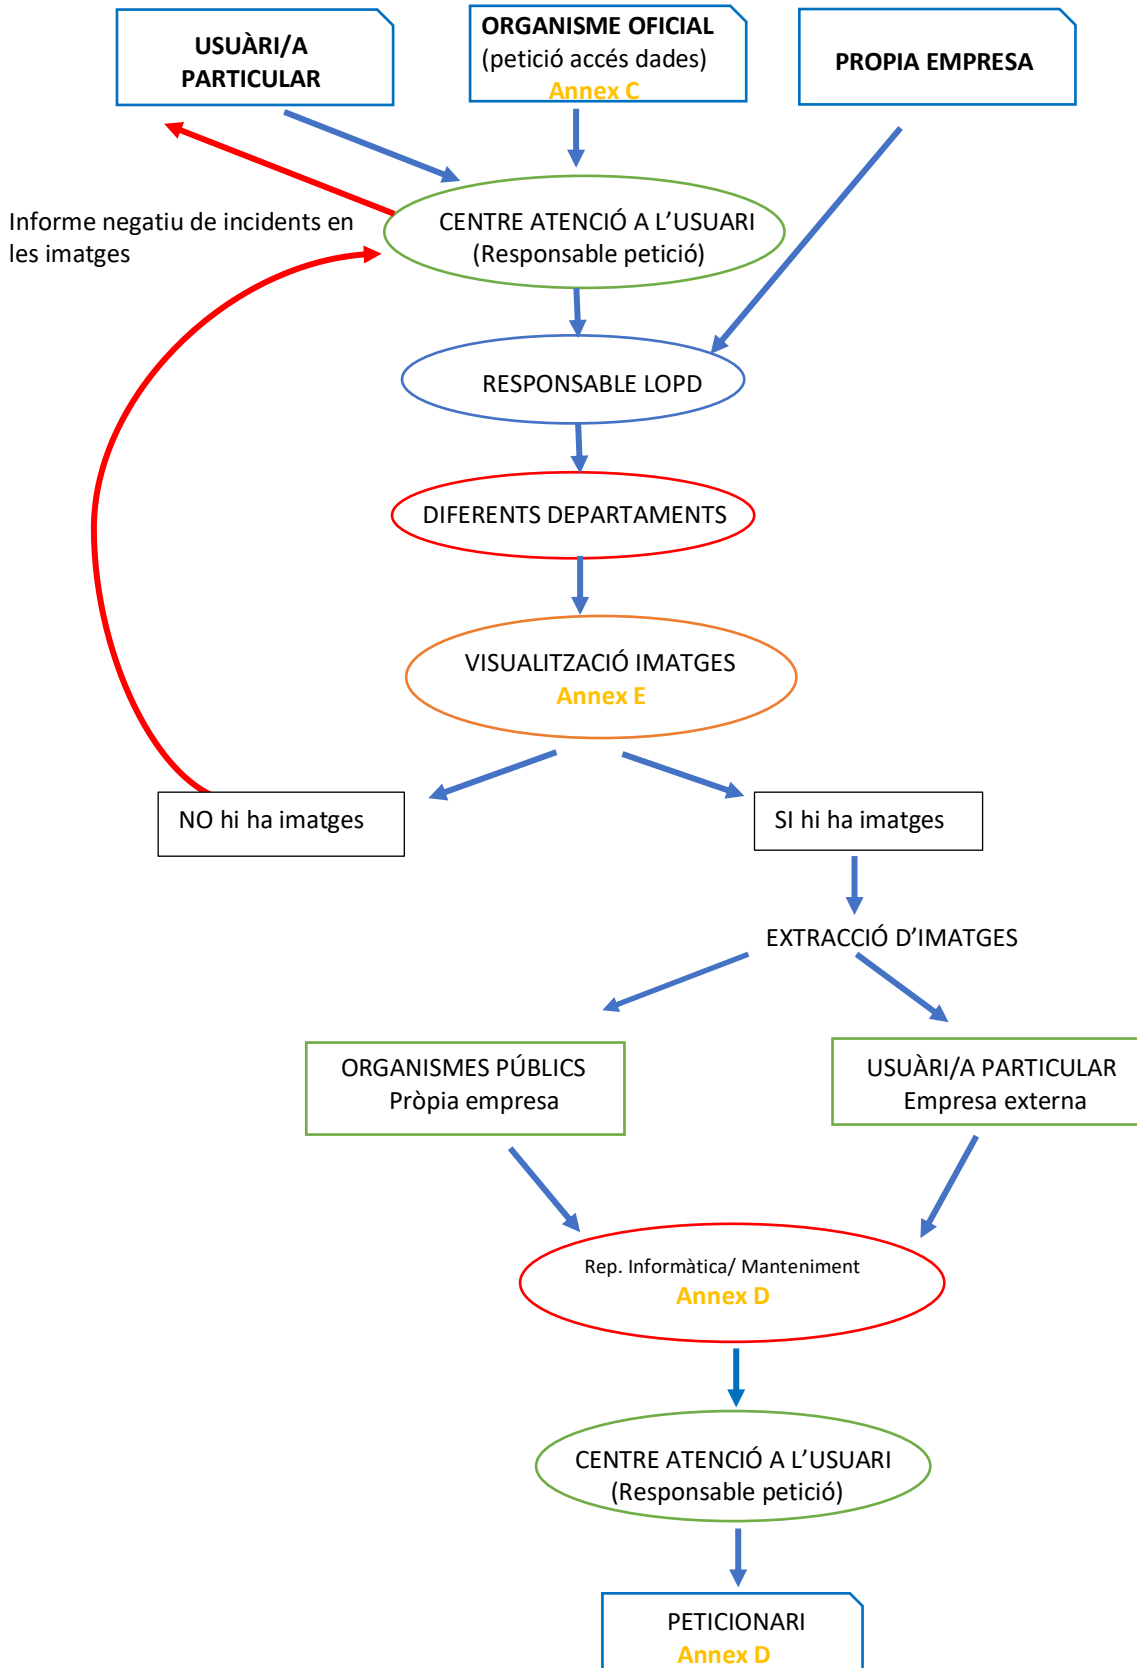 USUÀRI/A
PARTICULAR
ORGANISME OFICIAL
(petició accés dades)
Annex C
PROPIA EMPRESA
Informe negatiu de incidents en
les imatges
CENTRE ATENCIÓ A L’USUARI
(Responsable petició)
RESPONSABLE LOPD
DIFERENTS DEPARTAMENTS
VISUALITZACIÓ IMATGES
Annex E
NO hi ha imatges
SI hi ha imatges
EXTRACCIÓ D’IMATGES
ORGANISMES PÚBLICS
Pròpia empresa
USUÀRI/A PARTICULAR
Empresa externa
Rep. Informàtica/ Manteniment
Annex D
CENTRE ATENCIÓ A L’USUARI
(Responsable petició)
PETICIONARI
Annex D